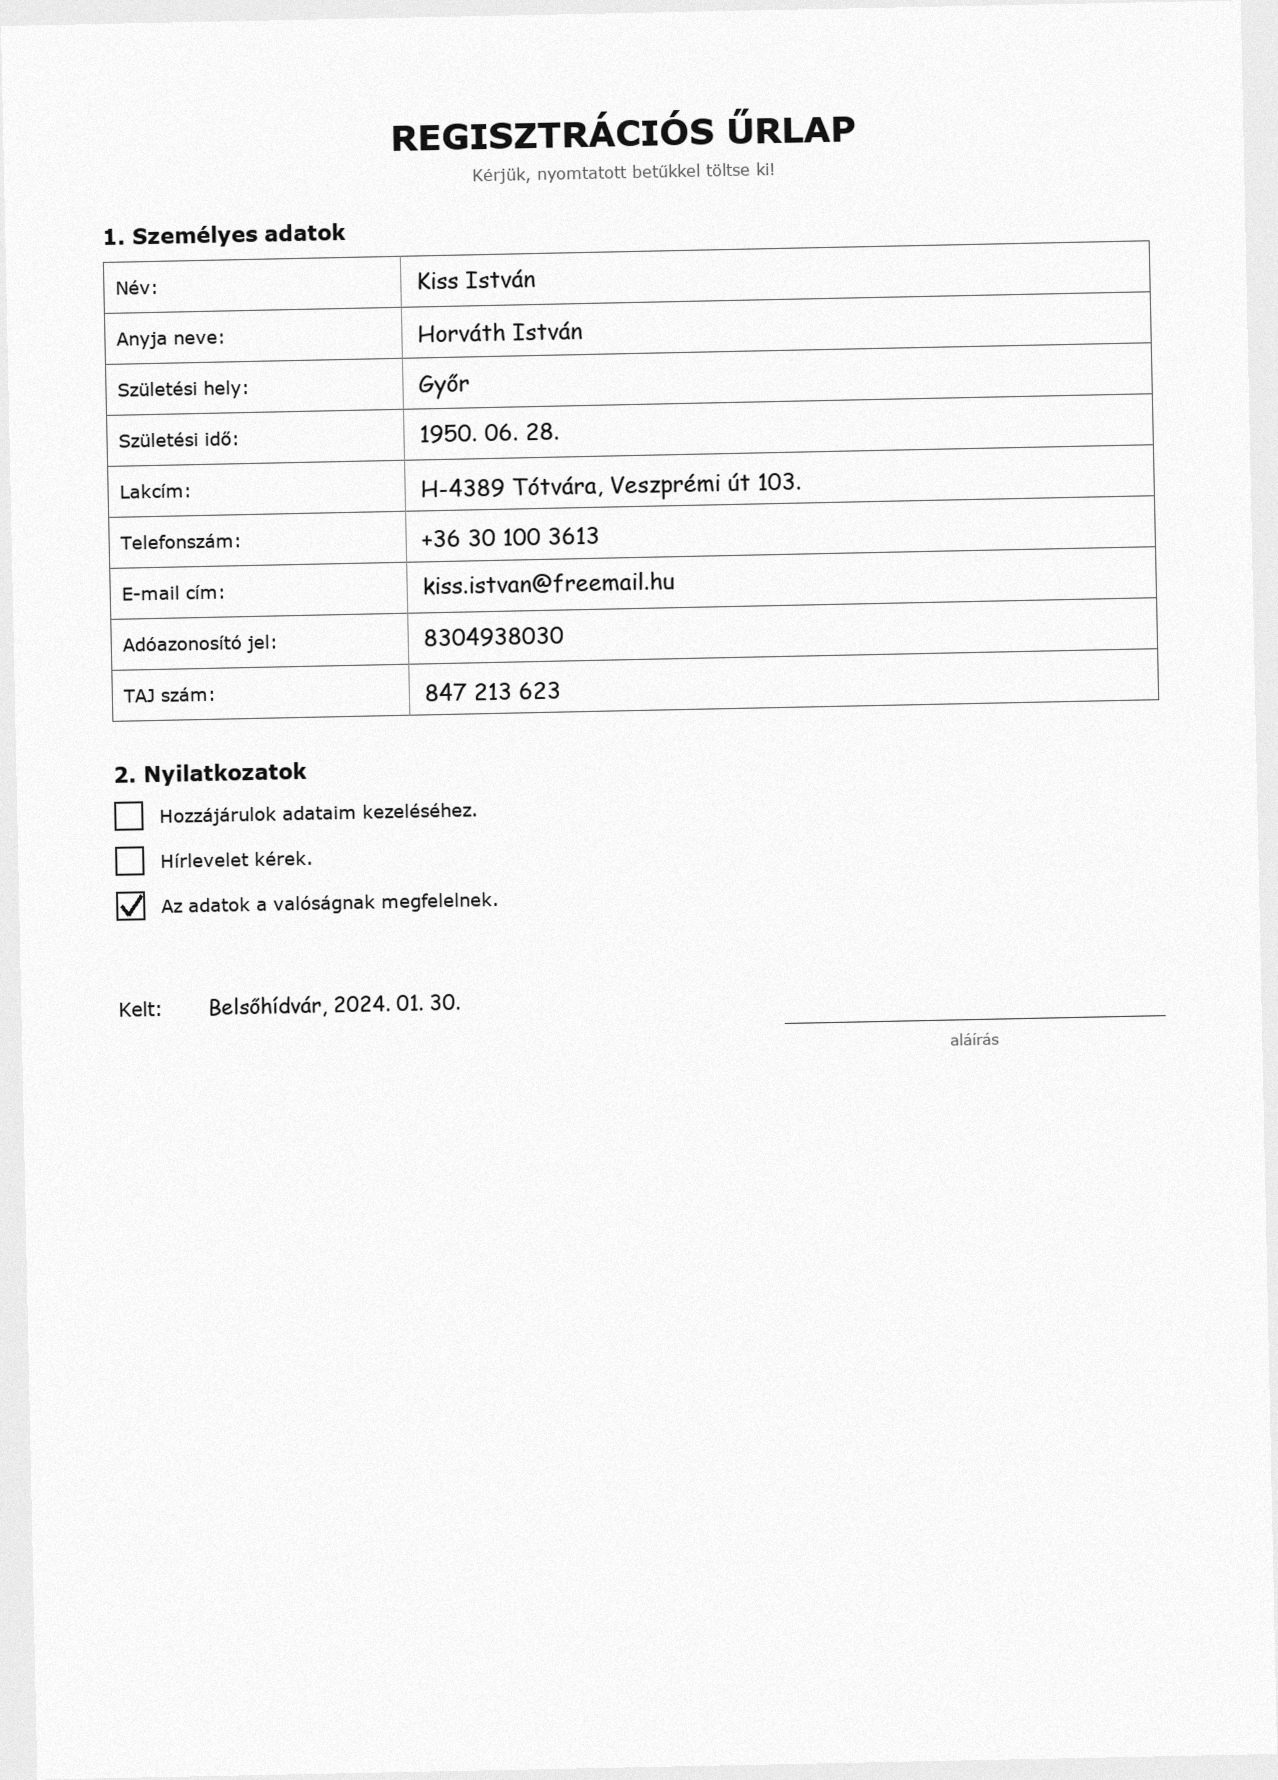 REGISZTRÁCIÓS ŰRLAP
Kérjük, nyomtatott betűkkel töltse ki!
1. Személyes adatok
Név: Kiss István
Anyja neve: Horváth István
Születési hely: Győr
Születési idő: 1950. 06. 28.
Lakcím: H-4389 Tótvára, Veszprémi út 103.
Telefonszám: +36 30 100 3613
E-mail cím: kiss.istvan@freemail.hu
Adóazonosító jel: 8304938030
TAJ szám: 847 213 623
2. Nyilatkozatok
Hozzájárulok adataim kezeléséhez.
Hírlevelet kérek.
Az adatok a valóságnak megfelelnek.
Kelt: Belsőhídvár, 2024. 01. 30.
aláírás